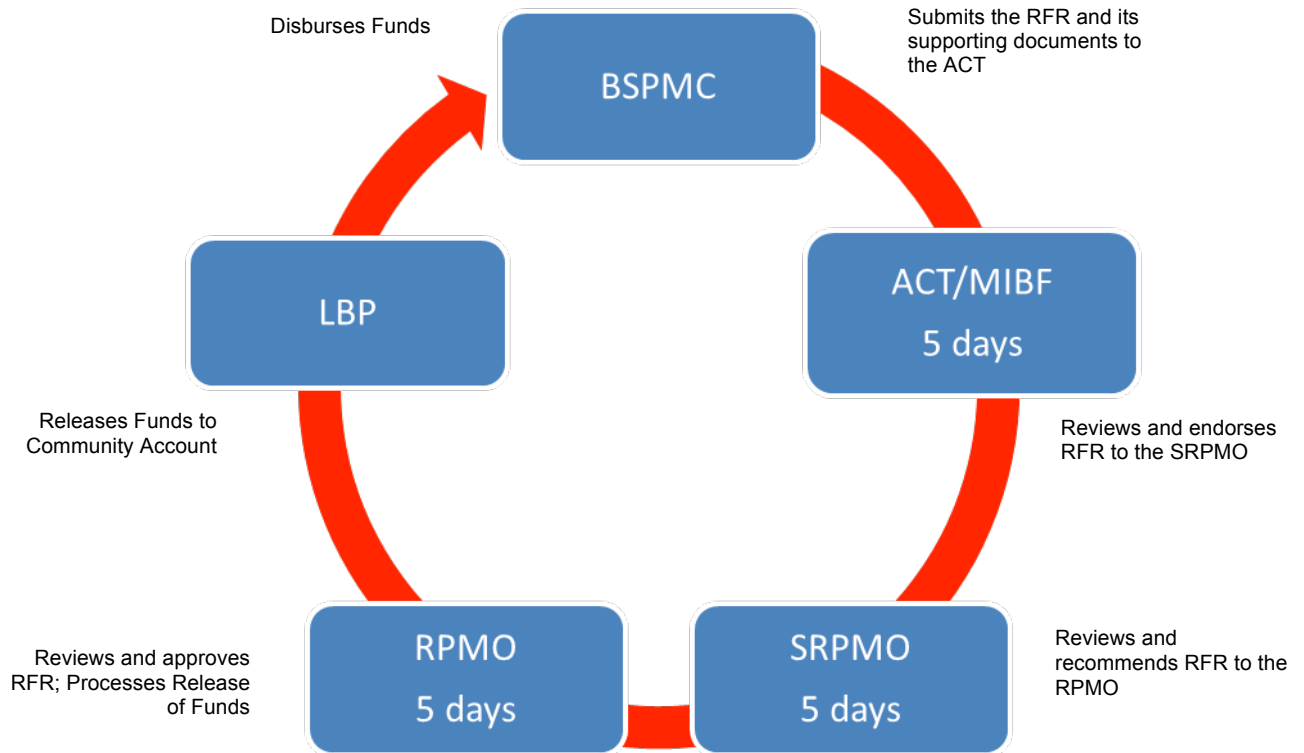 Disburses Funds
BSPMC
Submits the RFR and its
supporting documents to
the ACT
LBP
ACT/MIBF
5 days
Releases Funds to
Community Account
Reviews and endorses
RFR to the SRPMO
Reviews and approves
RFR; Processes Release
of Funds
RPMO
5 days
SRPMO
5 days
Reviews and
recommends RFR to the
RPMO